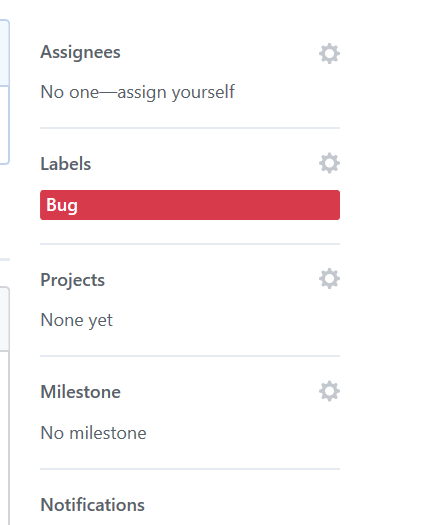 Assignees
No one—assign yourself
Labels
Bug
Projects
None yet
Milestone
No milestone
Notifications